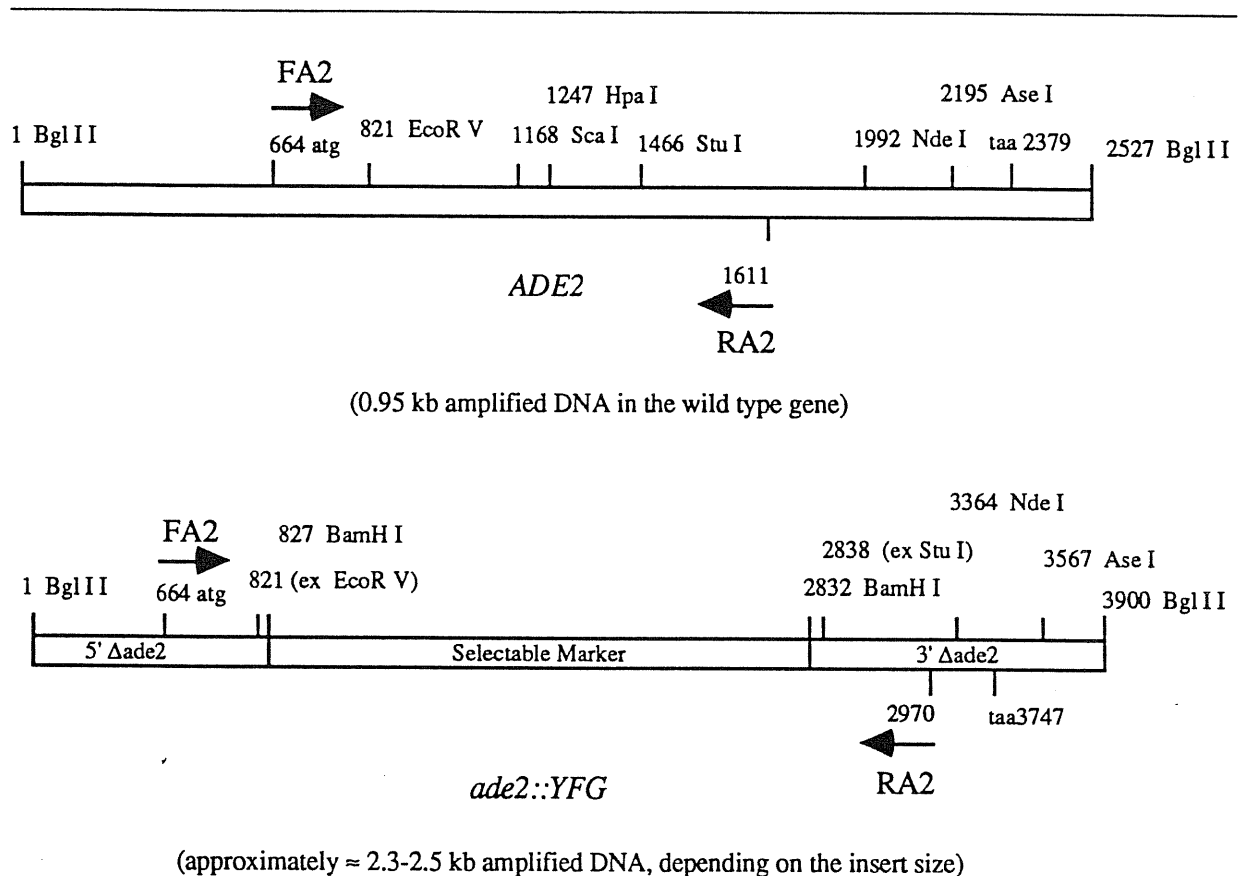 FA2
1247 Hpa I
2195 Ase I
1 Bgl II
664 atg
821 EcoR V
1168 Sca I
1466 Stu I
1992 Nde I
taa 2379
2527 Bgl II
ADE2
1611
RA2
(0.95 kb amplified DNA in the wild type gene)
3364 Nde I
FA2
827 BamH I
2838 (ex Stu I)
3567 Ase I
1 Bgl II
664 atg
821 (ex EcoR V)
2832 BamH I
3900 Bgl II
5' Δade2
Selectable Marker
3' Δade2
2970
taa3747
RA2
ade2::YFG
(approximately ≈ 2.3-2.5 kb amplified DNA, depending on the insert size)